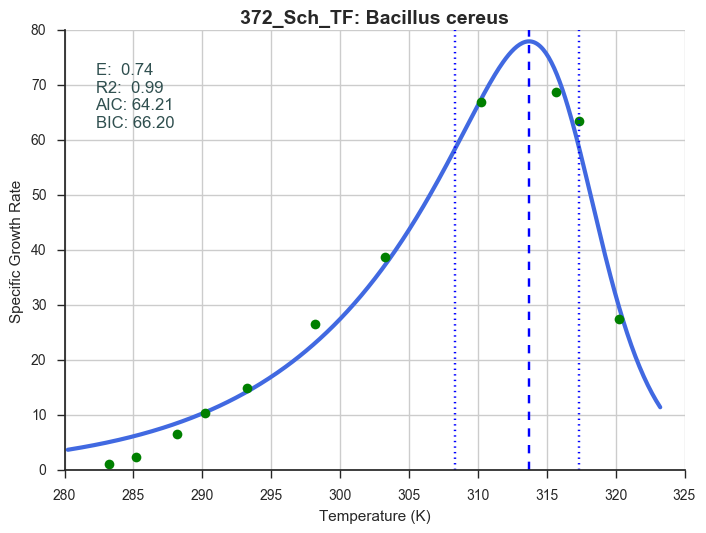 372_Sch_TF: Bacillus cereus
E:  0.74
R2:  0.99
AIC: 64.21
BIC: 66.20
Specific Growth Rate
80
70
60
50
40
30
20
10
0
280 285 290 295 300 305 310 315 320 325
Temperature (K)